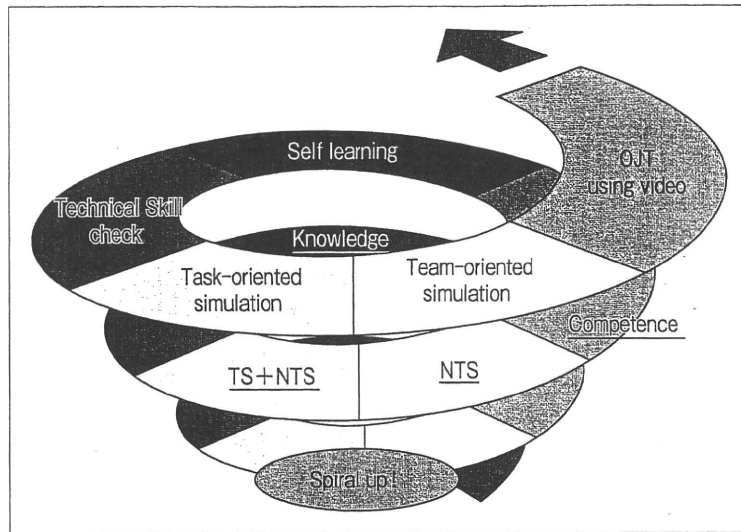 Self learning
OJT
using video
Technical Skill
check
Knowledge
Task-oriented
simulation
Team-oriented
simulation
Competence
TS+NTS
NTS
Spiral up!